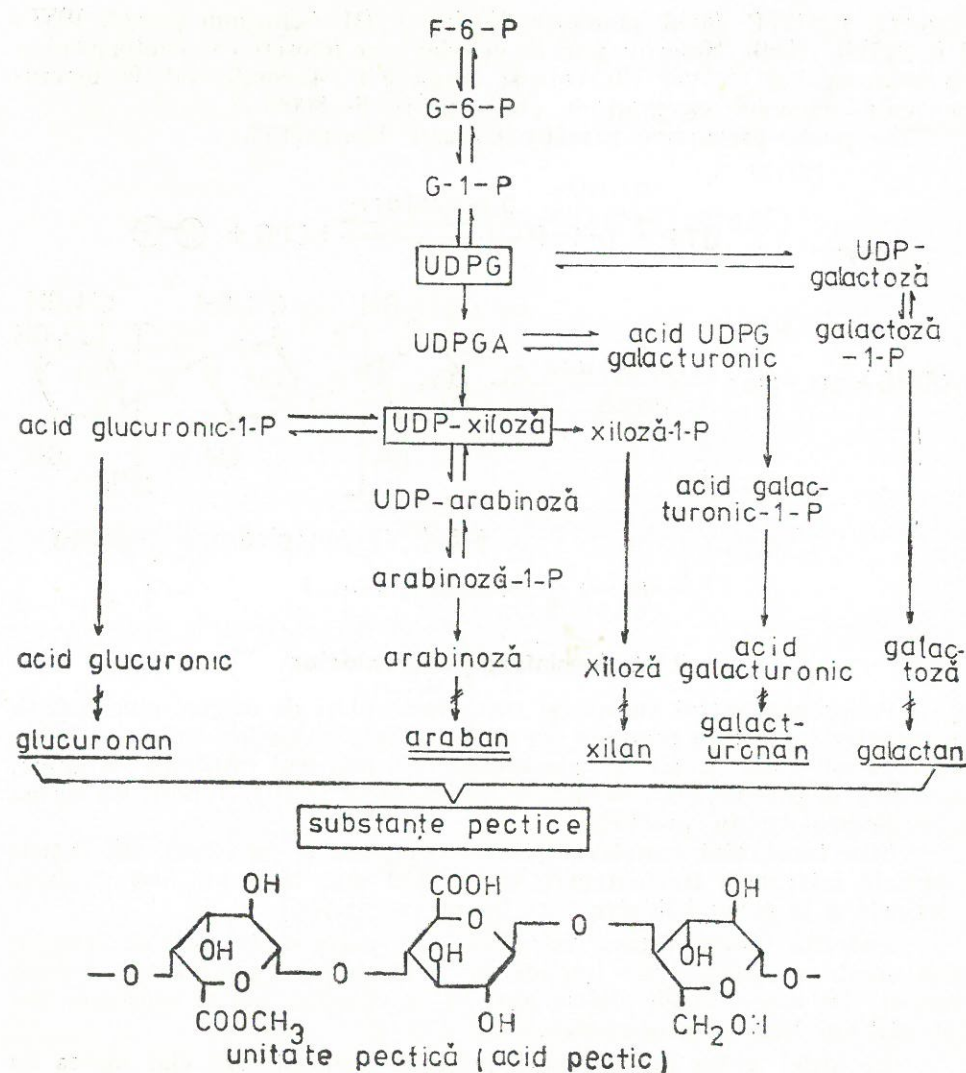 F-6-P
G-6-P
G-1-P
UDPG
UDP-
galactoză
UDPGA
acid UDPG
galacturonic
galactoză
-1-P
acid glucuronic-1-P
UDP-xiloză
xiloză-1-P
UDP-arabinoză
acid galac-
turonic-1-P
arabinoză-1-P
acid glucuronic
arabinoză
Xiloză
acid
galacturonic
galac-
toză
glucuronan
araban
xilan
galact-
uronan
galactan
substanțe pectice
OH
COOH
OH
OH
O
O
OH
OH
O
O
OH
O
O
O
COOCH3
OH
CH2OH
unitate pectică (acid pectic)